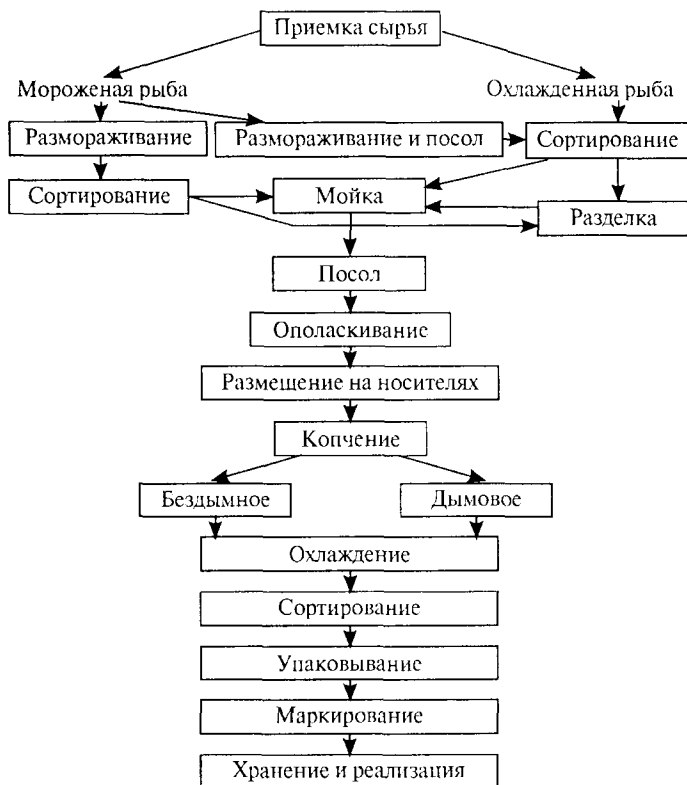 Приемка сырья
Мороженая рыба
Охлажденная рыба
Размораживание
Размораживание и посол
Сортирование
Сортирование
Мойка
Разделка
Посол
Ополаскивание
Размещение на носителях
Копчение
Бездымное
Дымовое
Охлаждение
Сортирование
Упаковывание
Маркирование
Хранение и реализация